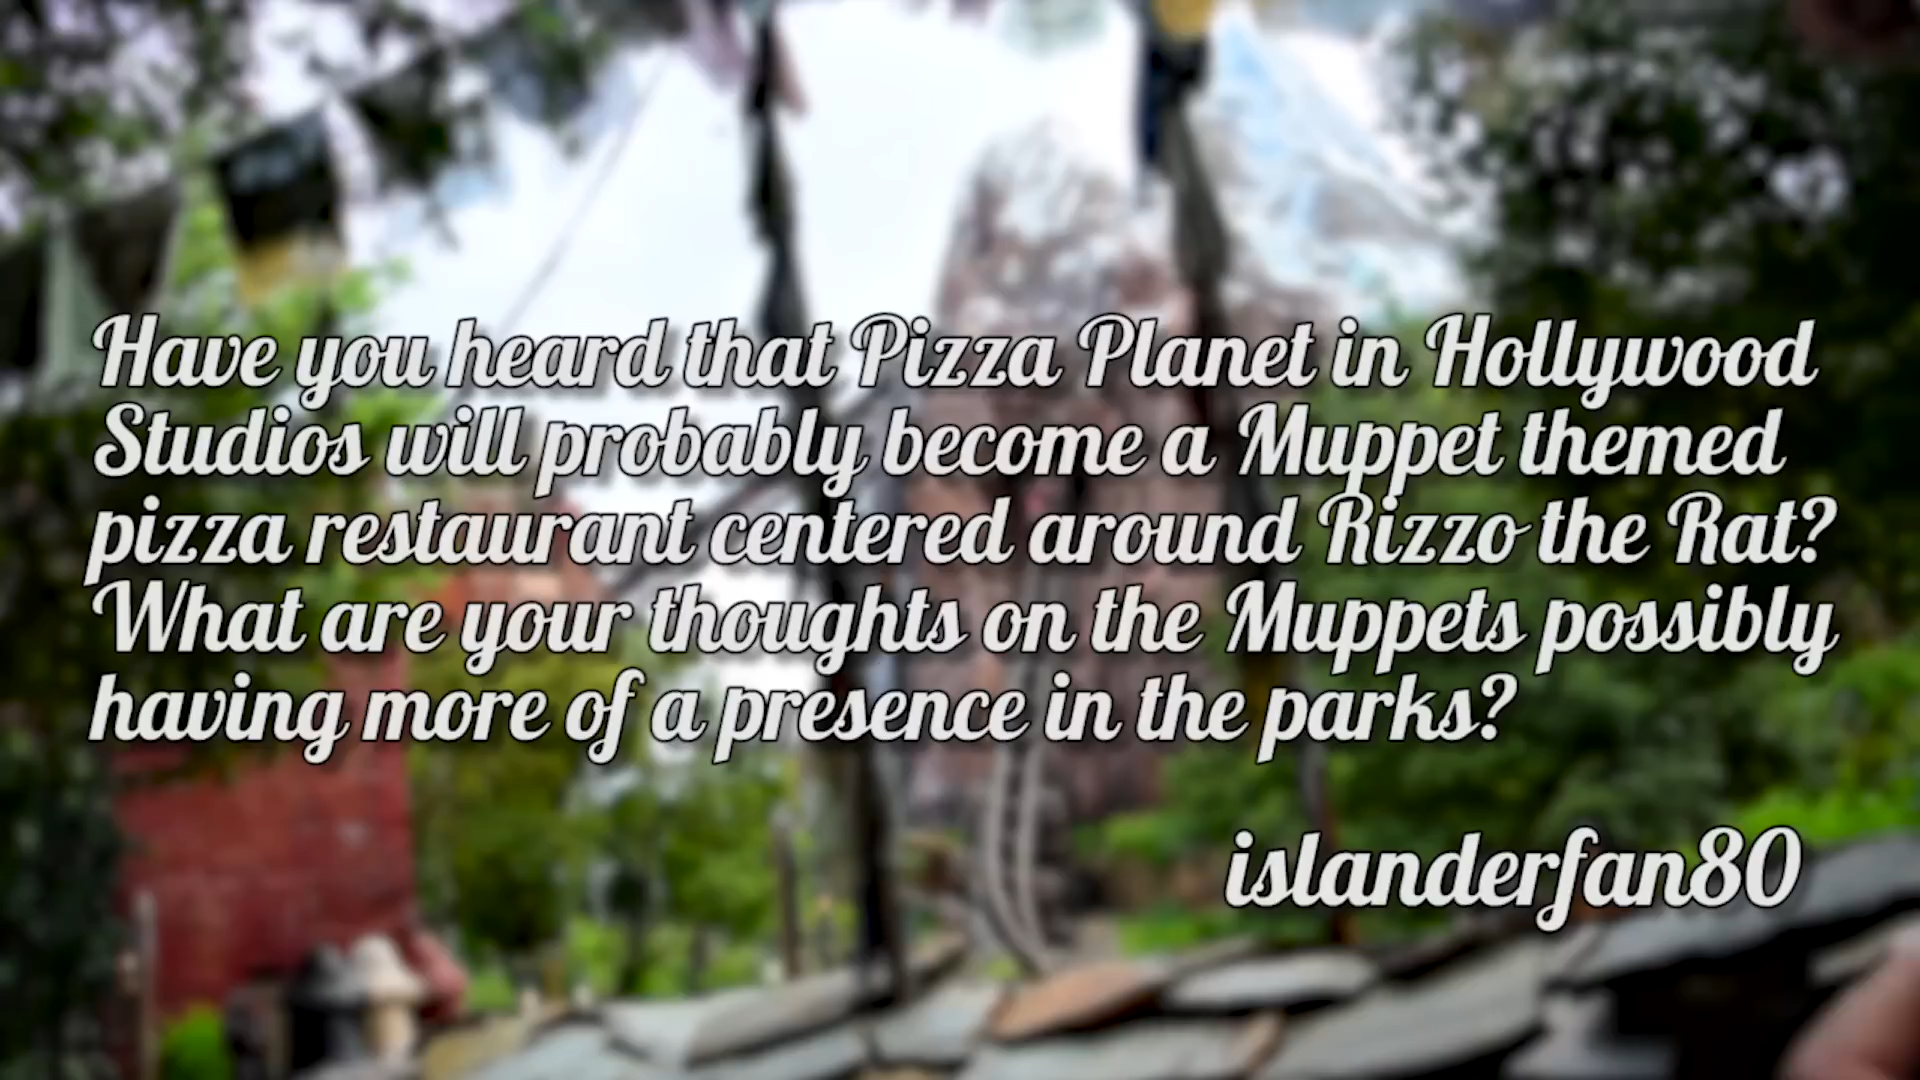 Have you heard that Pizza Planet in Hollywood
Studios will probably become a Muppet themed
pizza restaurant centered around Rizzo the Rat?
What are your thoughts on the Muppets possibly
having more of a presence in the parks?
islanderfan80